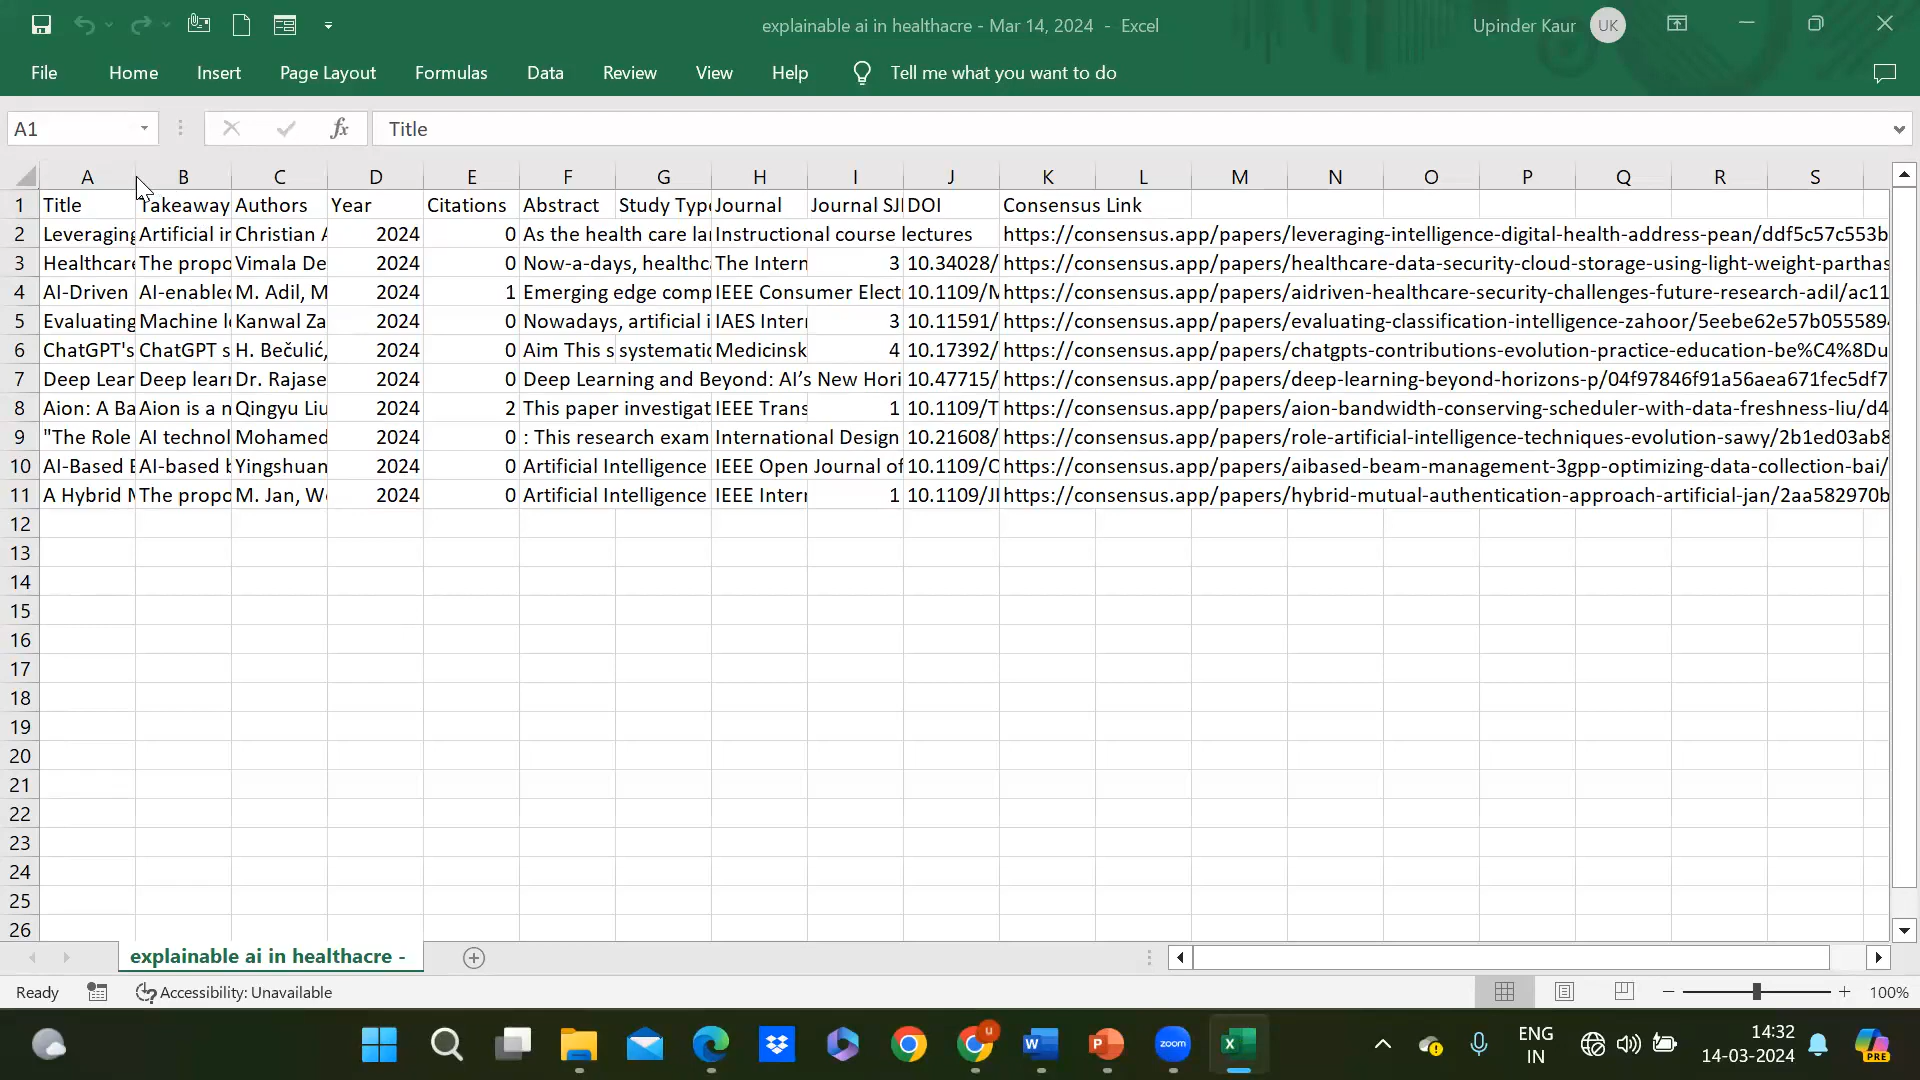 explainable ai in healthacre - Mar 14, 2024 - Excel
Upinder Kaur UK
File Home Insert Page Layout Formulas Data Review View Help Tell me what you want to do
A1 fx Title
A B C D E F G H I J K L M N O P Q R S
1 Title Takeaway Authors Year Citations Abstract Study Type Journal Journal SJ DOI Consensus Link
2 Leveraging Artificial in Christian A 2024 0 As the health care la Instructional course lectures https://consensus.app/papers/leveraging-intelligence-digital-health-address-pean/ddf5c57c553b
3 Healthcare The propo Vimala De 2024 0 Now-a-days, healthc The Intern 3 10.34028/ https://consensus.app/papers/healthcare-data-security-cloud-storage-using-light-weight-parthas
4 AI-Driven AI-enabled M. Adil, M 2024 1 Emerging edge comp IEEE Consumer Elect 10.1109/M https://consensus.app/papers/aidriven-healthcare-security-challenges-future-research-adil/ac11
5 Evaluating Machine le Kanwal Za 2024 0 Nowadays, artificial i IAES Inter 3 10.11591/ https://consensus.app/papers/evaluating-classification-intelligence-zahoor/5eebe62e57b0555894
6 ChatGPT's ChatGPT s H. Bečulić, 2024 0 Aim This s systematic Medicinsk 4 10.17392/ https://consensus.app/papers/chatgpts-contributions-evolution-practice-education-be%C4%8Du
7 Deep Lear Deep learn Dr. Rajase 2024 0 Deep Learning and Beyond: AI’s New Hori 10.47715/ https://consensus.app/papers/deep-learning-beyond-horizons-p/04f97846f91a56aea671fec5df7
8 Aion: A Ba Aion is a n Qingyu Liu 2024 2 This paper investigat IEEE Trans 1 10.1109/T https://consensus.app/papers/aion-bandwidth-conserving-scheduler-with-data-freshness-liu/d4
9 "The Role AI technol Mohamed 2024 0 : This research exam International Design 10.21608/ https://consensus.app/papers/role-artificial-intelligence-techniques-evolution-sawy/2b1ed03ab8
10 AI-Based B AI-based b Yingshuan 2024 0 Artificial Intelligence IEEE Open Journal of 10.1109/O https://consensus.app/papers/aibased-beam-management-3gpp-optimizing-data-collection-bai/
11 A Hybrid M The propo M. Jan, We 2024 0 Artificial Intelligence IEEE Inter 1 10.1109/JI https://consensus.app/papers/hybrid-mutual-authentication-approach-artificial-jan/2aa582970b
12
13
14
15
16
17
18
19
20
21
22
23
24
25
26
explainable ai in healthacre -
Ready Accessibility: Unavailable 100%
u W P zoom X ENG 14:32 PRE
IN 14-03-2024